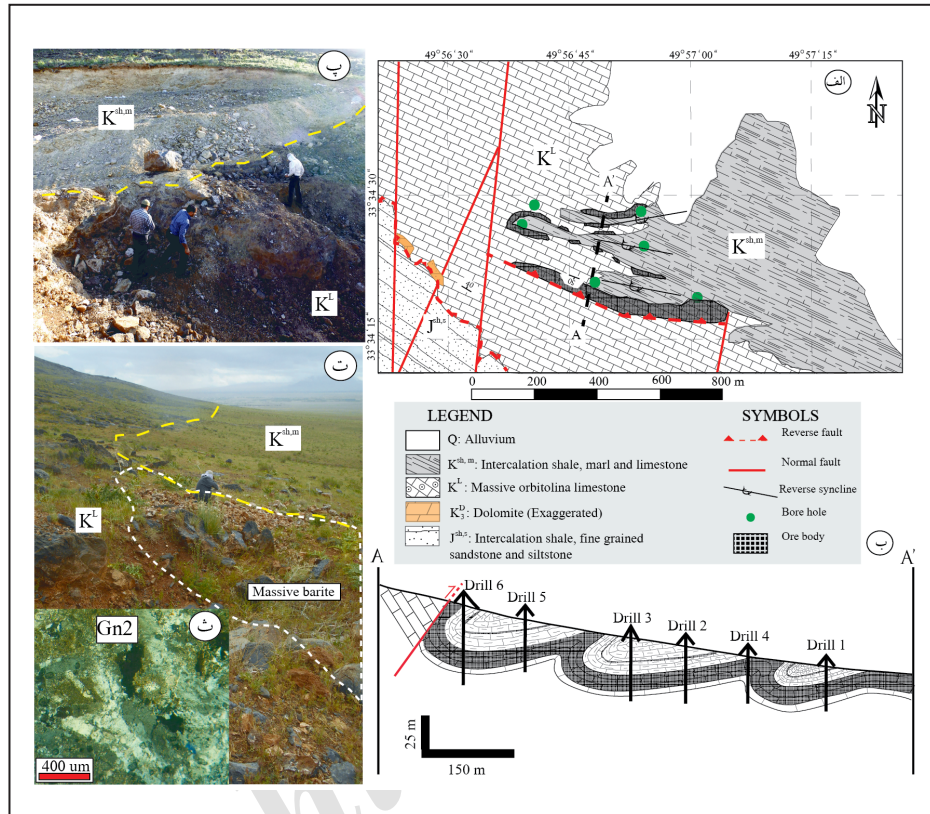 پ
K^sh,m
K^L
ت
K^sh,m
K^L
Massive barite
Gn2
ث
400 um
49°56'30"
49°56'45"
49°57'00"
49°57'15"
الف
N
33°34'30"
33°34'15"
K^L
A'
K^sh,m
A
J^sh,s
0
200
400
600
800 m
LEGEND
Q: Alluvium
K^sh, m: Intercalation shale, marl and limestone
K^L: Massive orbitolina limestone
K^D_3: Dolomite (Exaggerated)
J^sh,s: Intercalation shale, fine grained
sandstone and siltstone
SYMBOLS
Reverse fault
Normal fault
Reverse syncline
Bore hole
Ore body
ب
A
A'
Drill 6
Drill 5
Drill 3
Drill 2
Drill 4
Drill 1
25 m
150 m